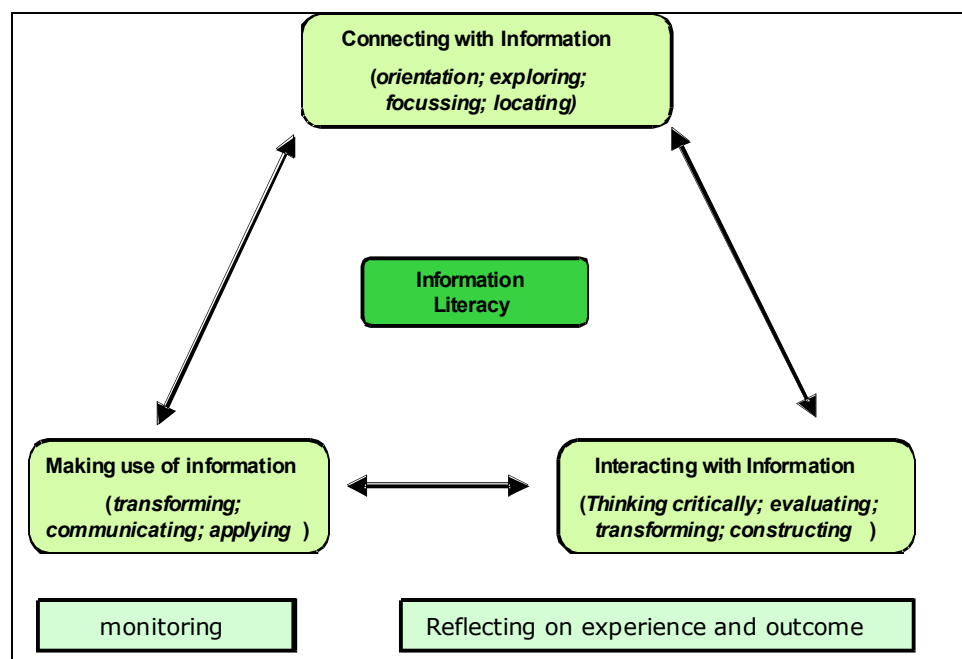 Connecting with Information
(orientation; exploring;
focussing; locating)
Information
Literacy
Making use of information
(transforming;
communicating; applying )
Interacting with Information
(Thinking critically; evaluating;
transforming; constructing )
monitoring
Reflecting on experience and outcome